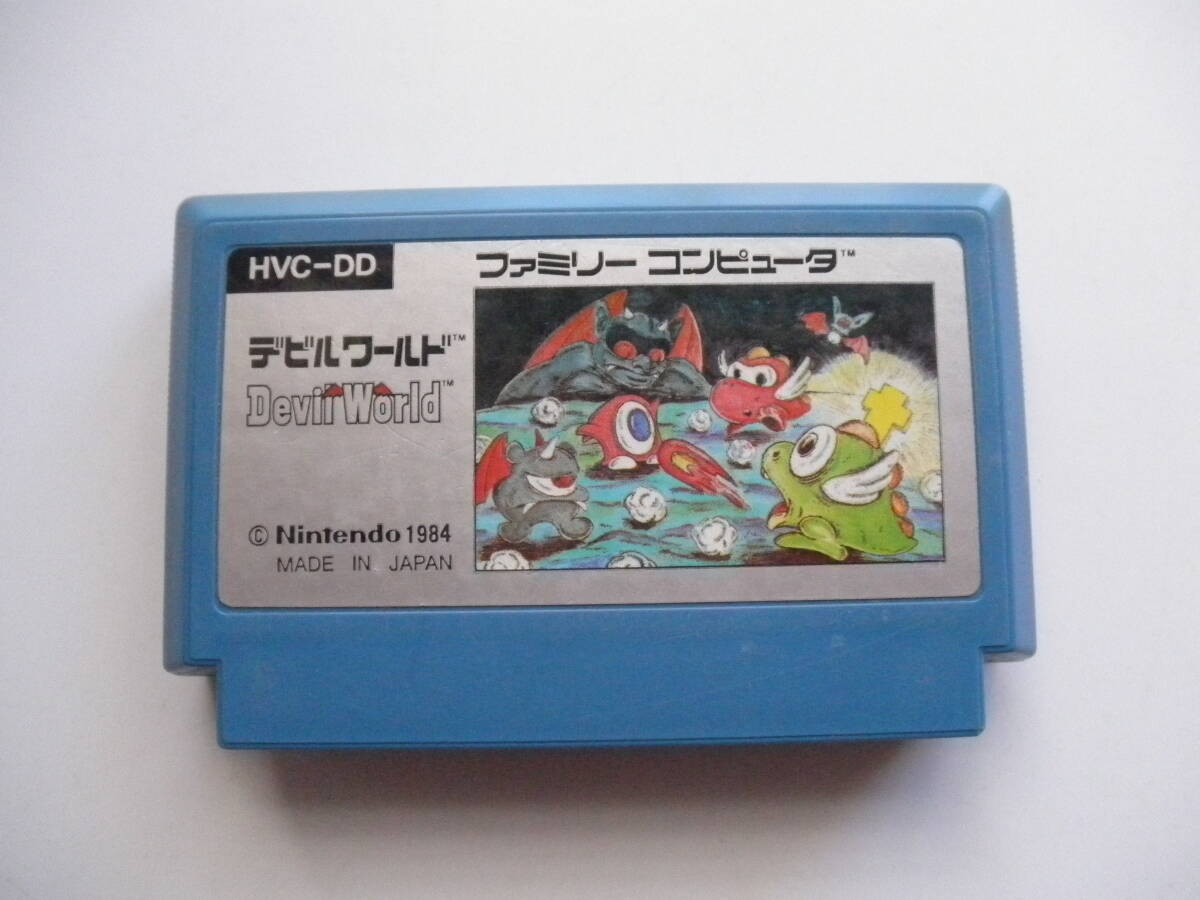 HVC-DD
ファミリー コンピュータ™
デビルワールド™
Devil World™
© Nintendo 1984
MADE IN JAPAN